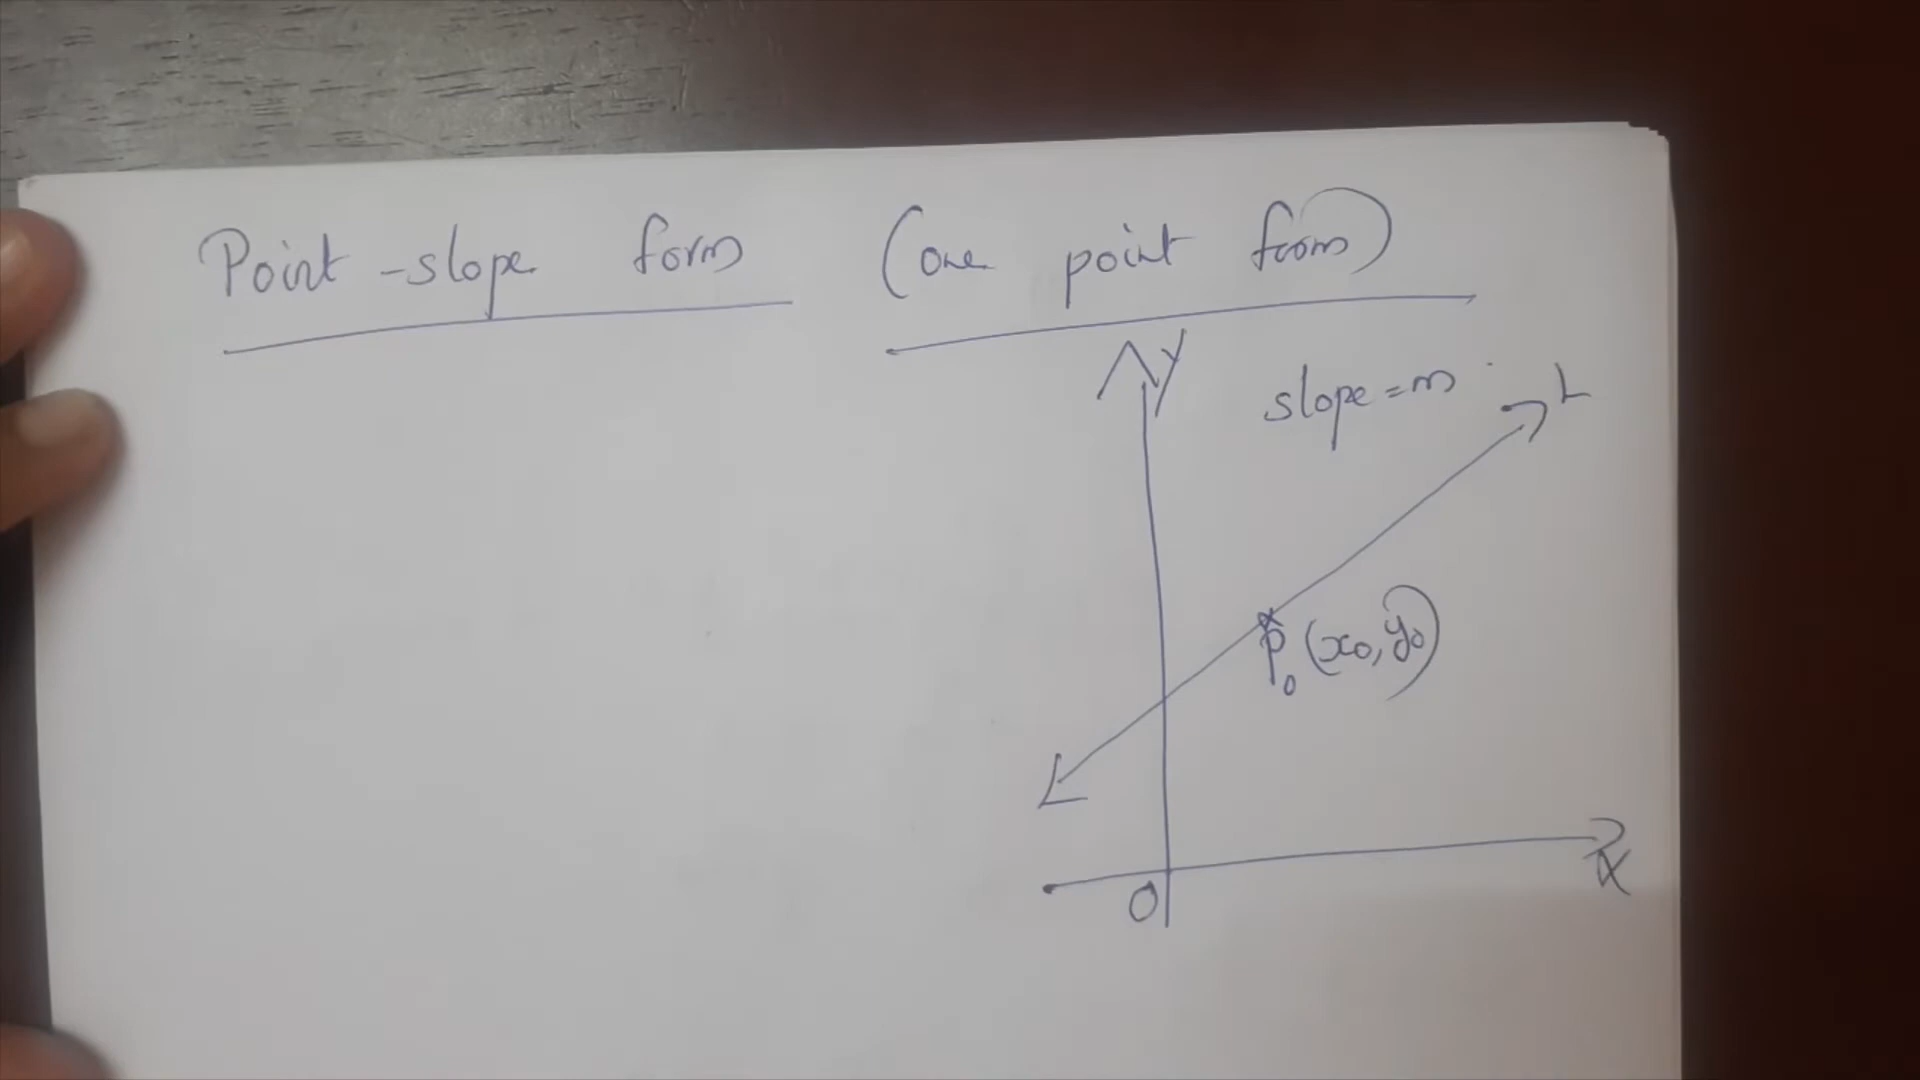 Point-slope form (one point form)
Y
slope = m
L
P₀ (x₀, y₀)
X
O